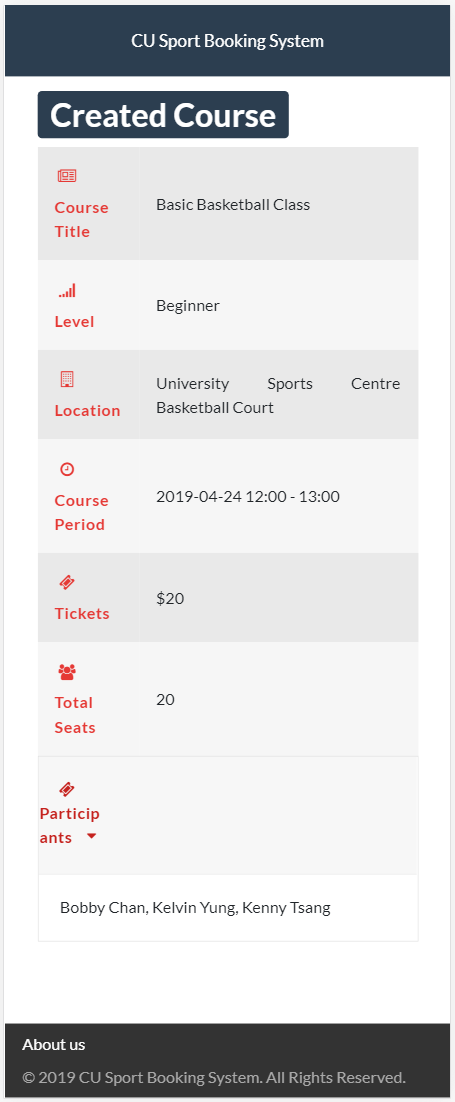 CU Sport Booking System
Created Course
Course
Title
Basic Basketball Class
Level
Beginner
Location
University Sports Centre
Basketball Court
Course
Period
2019-04-24 12:00 - 13:00
Tickets
$20
Total
Seats
20
Particip
ants
Bobby Chan, Kelvin Yung, Kenny Tsang
About us
© 2019 CU Sport Booking System. All Rights Reserved.